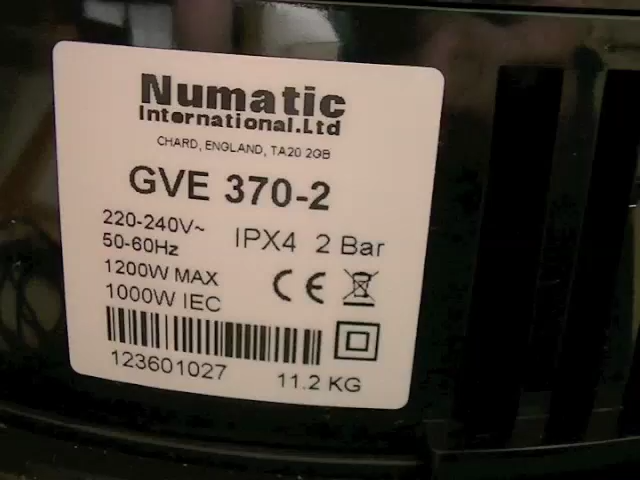 Numatic
International.Ltd
CHARD, ENGLAND, TA20 2GB
GVE 370-2
220-240V~
50-60Hz
IPX4 2 Bar
1200W MAX
1000W IEC
CE
123601027
11.2 KG